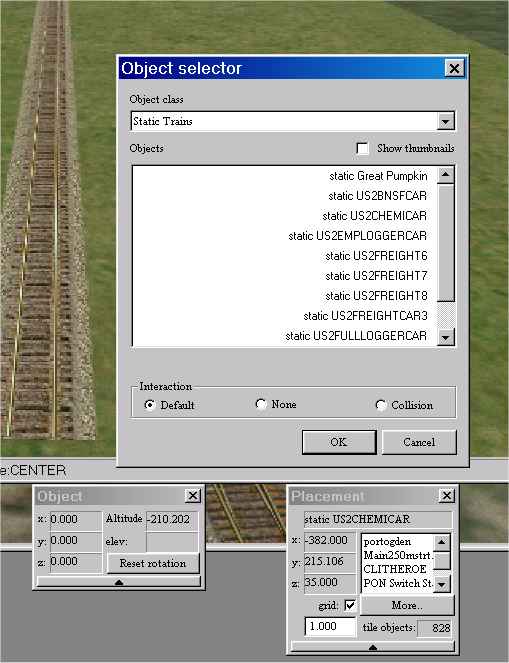 Object selector
Object class
Static Trains
Objects
Show thumbnails
static Great Pumpkin
static US2BNSFCAR
static US2CHEMICAR
static US2EMPLOGGERCAR
static US2FREIGHT6
static US2FREIGHT7
static US2FREIGHT8
static US2FREIGHTCAR3
static US2FULLLOGGERCAR
Interaction
Default None Collision
OK Cancel
e:CENTER
Object
x: 0.000 Altitude -210.202
y: 0.000 elev:
z: 0.000 Reset rotation
Placement
static US2CHEMICAR
x: -382.000
y: 215.106
z: 35.000
portogden
Main250mstrt.
CLITHEROE
PON Switch St.
grid: More..
1.000 tile objects: 828